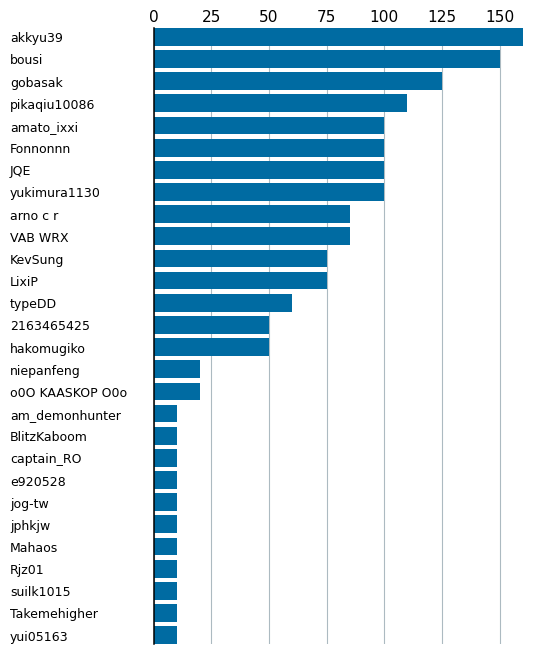 0 25 50 75 100 125 150
akkyu39
bousi
gobasak
pikaqiu10086
amato_ixxi
Fonnonnn
JQE
yukimura1130
arno c r
VAB WRX
KevSung
LixiP
typeDD
2163465425
hakomugiko
niepanfeng
o0O KAASKOP O0o
am_demonhunter
BlitzKaboom
captain_RO
e920528
jog-tw
jphkjw
Mahaos
Rjz01
suilk1015
Takemehigher
yui05163